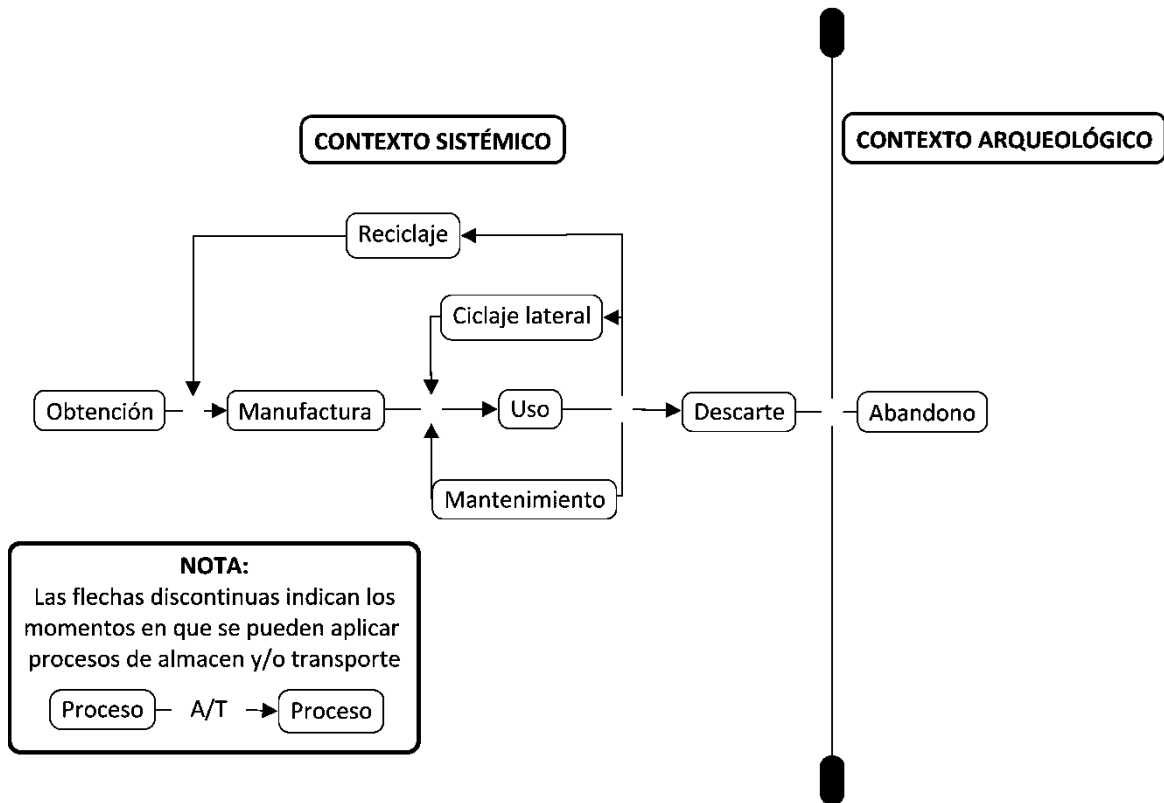 CONTEXTO SISTÉMICO
CONTEXTO ARQUEOLÓGICO
Reciclaje
Ciclaje lateral
Obtención
Manufactura
Uso
Descarte
Abandono
Mantenimiento
NOTA:
Las flechas discontinuas indican los
momentos en que se pueden aplicar
procesos de almacen y/o transporte
Proceso A/T Proceso